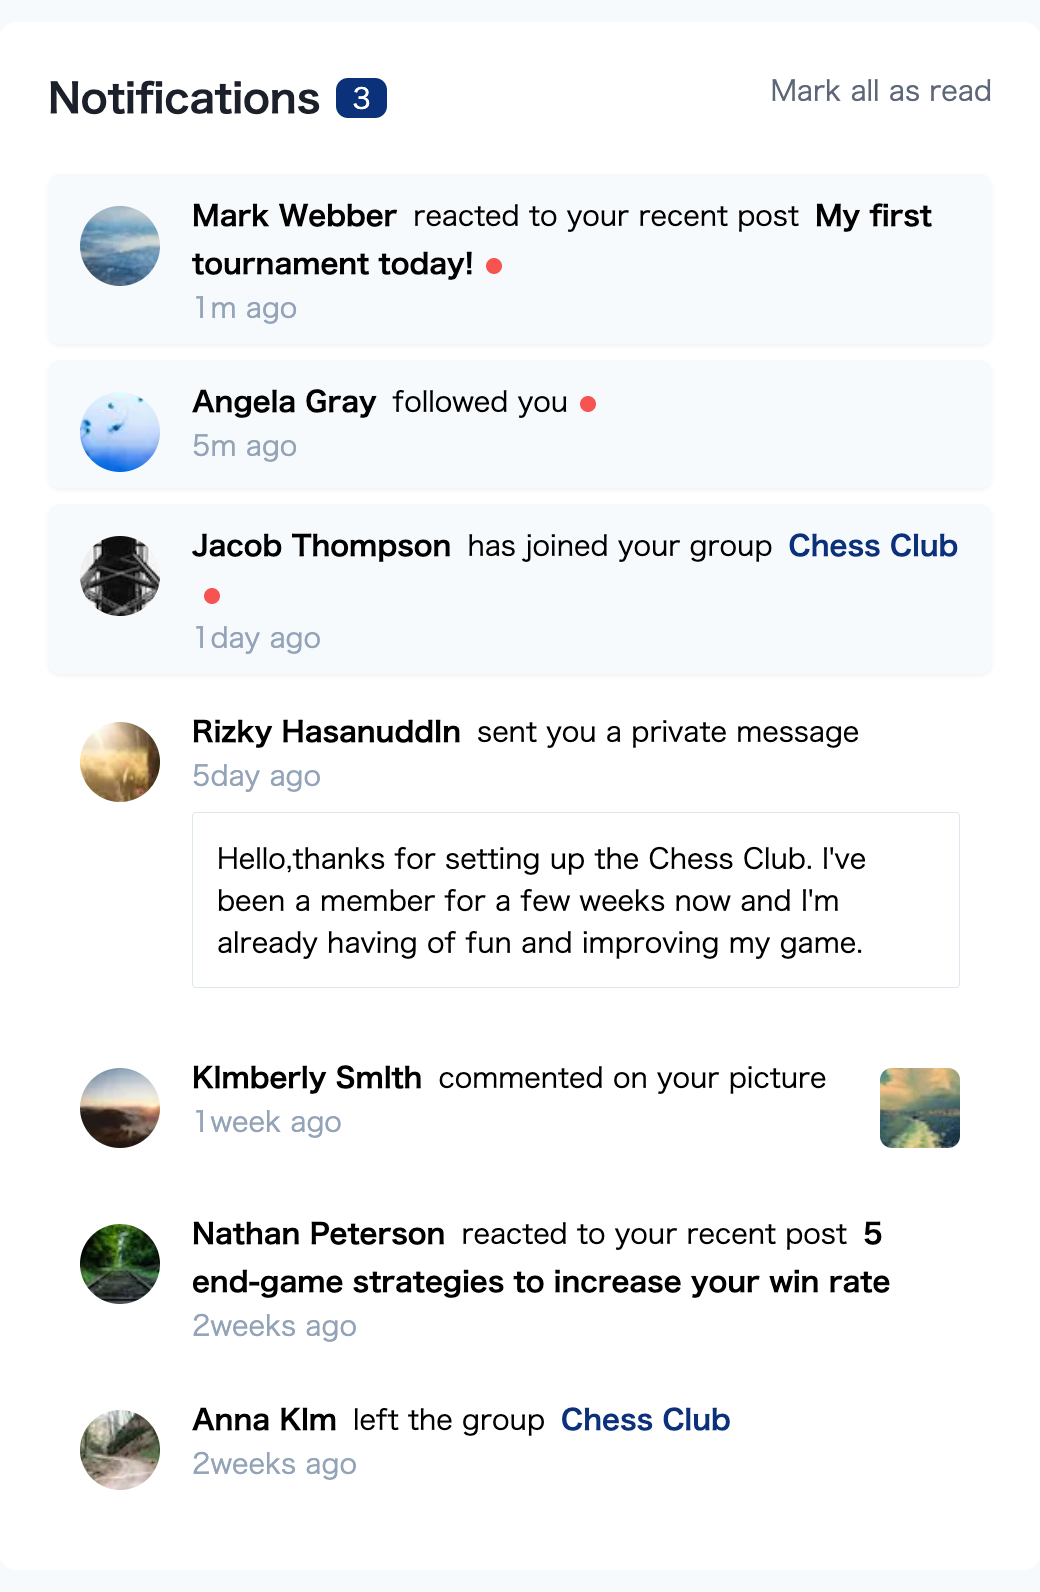 Notifications 3
Mark all as read
Mark Webber reacted to your recent post My first
tournament today!
1m ago
Angela Gray followed you
5m ago
Jacob Thompson has joined your group Chess Club
1day ago
Rizky HasanuddIn sent you a private message
5day ago
Hello,thanks for setting up the Chess Club. I've
been a member for a few weeks now and I'm
already having of fun and improving my game.
KImberly SmIth commented on your picture
1week ago
Nathan Peterson reacted to your recent post 5
end-game strategies to increase your win rate
2weeks ago
Anna KIm left the group Chess Club
2weeks ago